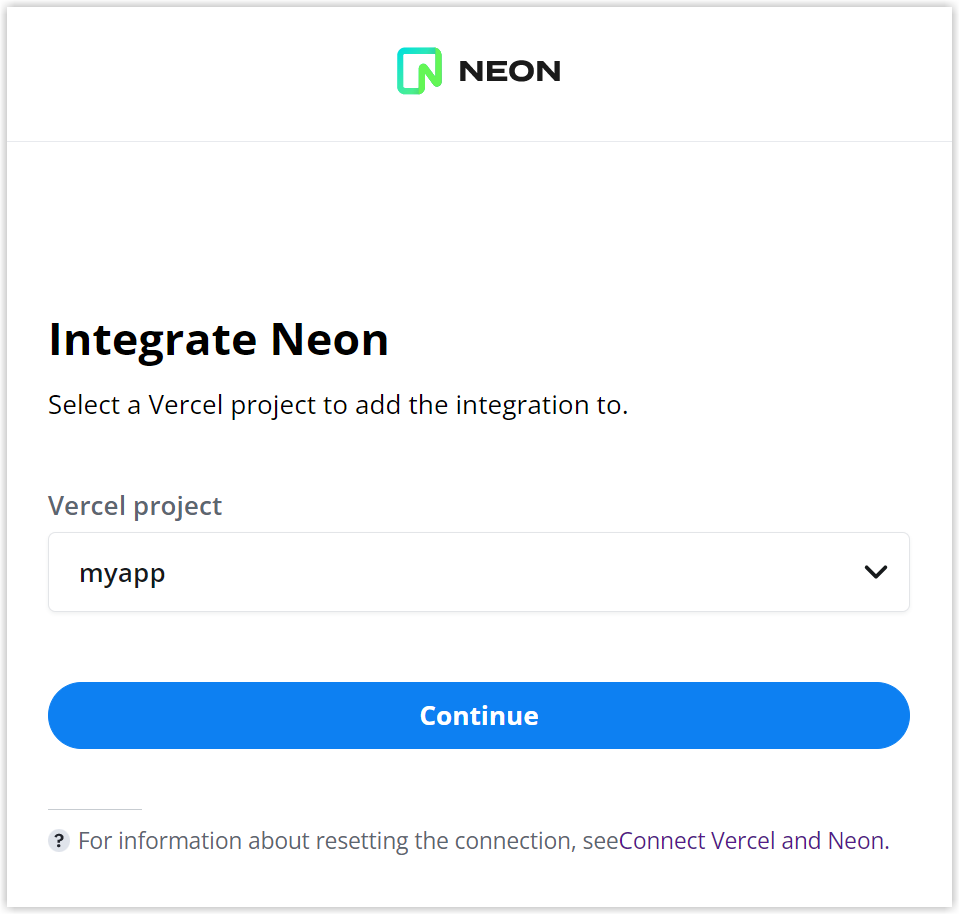 NEON
Integrate Neon
Select a Vercel project to add the integration to.
Vercel project
myapp
Continue
? For information about resetting the connection, seeConnect Vercel and Neon.